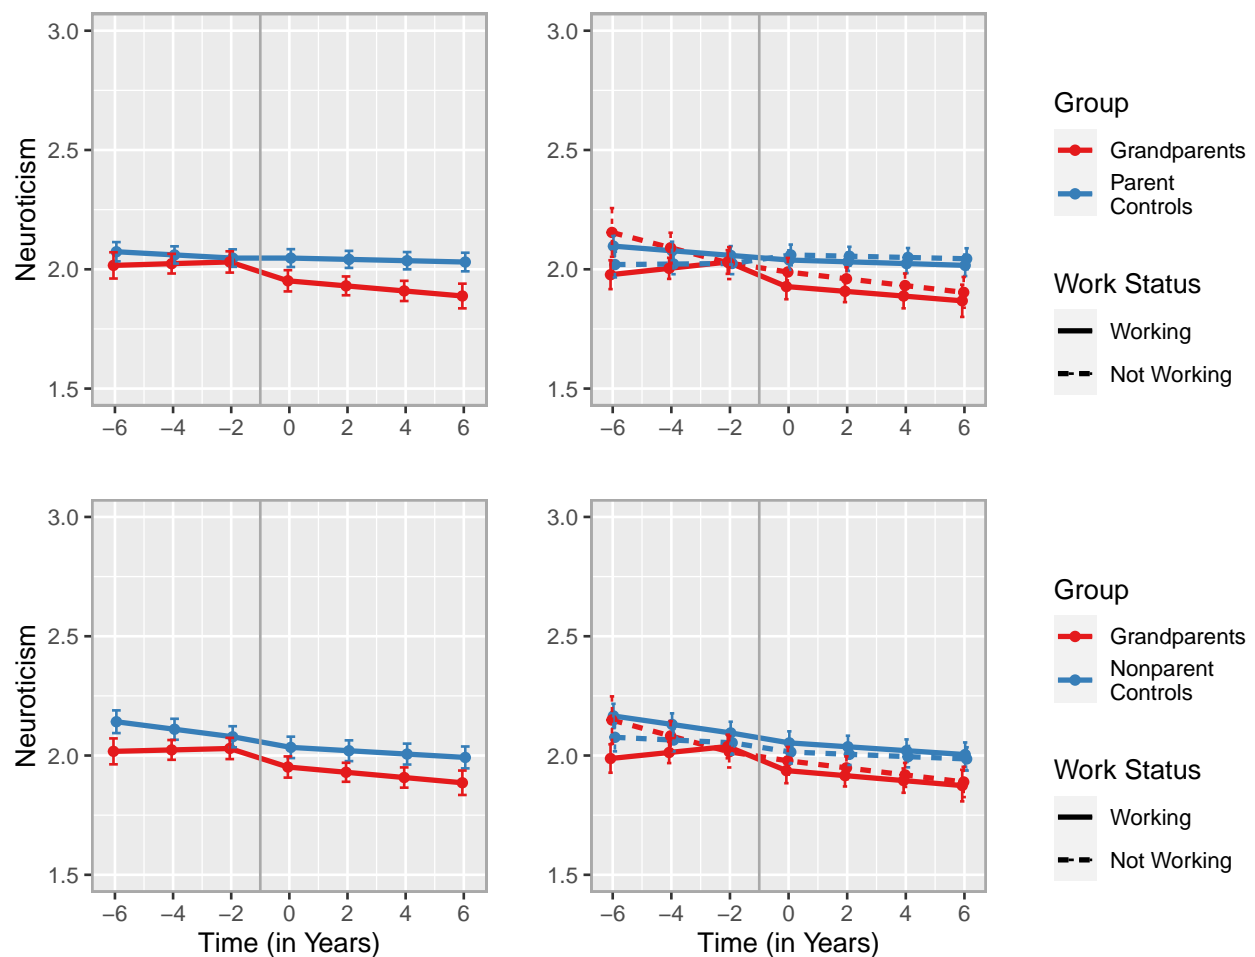 3.0
2.5
2.0
1.5
Neuroticism
−6 −4 −2 0 2 4 6
3.0
2.5
2.0
1.5
−6 −4 −2 0 2 4 6
Group
Grandparents
Parent
Controls
Work Status
Working
Not Working
3.0
2.5
2.0
1.5
Neuroticism
−6 −4 −2 0 2 4 6
Time (in Years)
3.0
2.5
2.0
1.5
−6 −4 −2 0 2 4 6
Time (in Years)
Group
Grandparents
Nonparent
Controls
Work Status
Working
Not Working